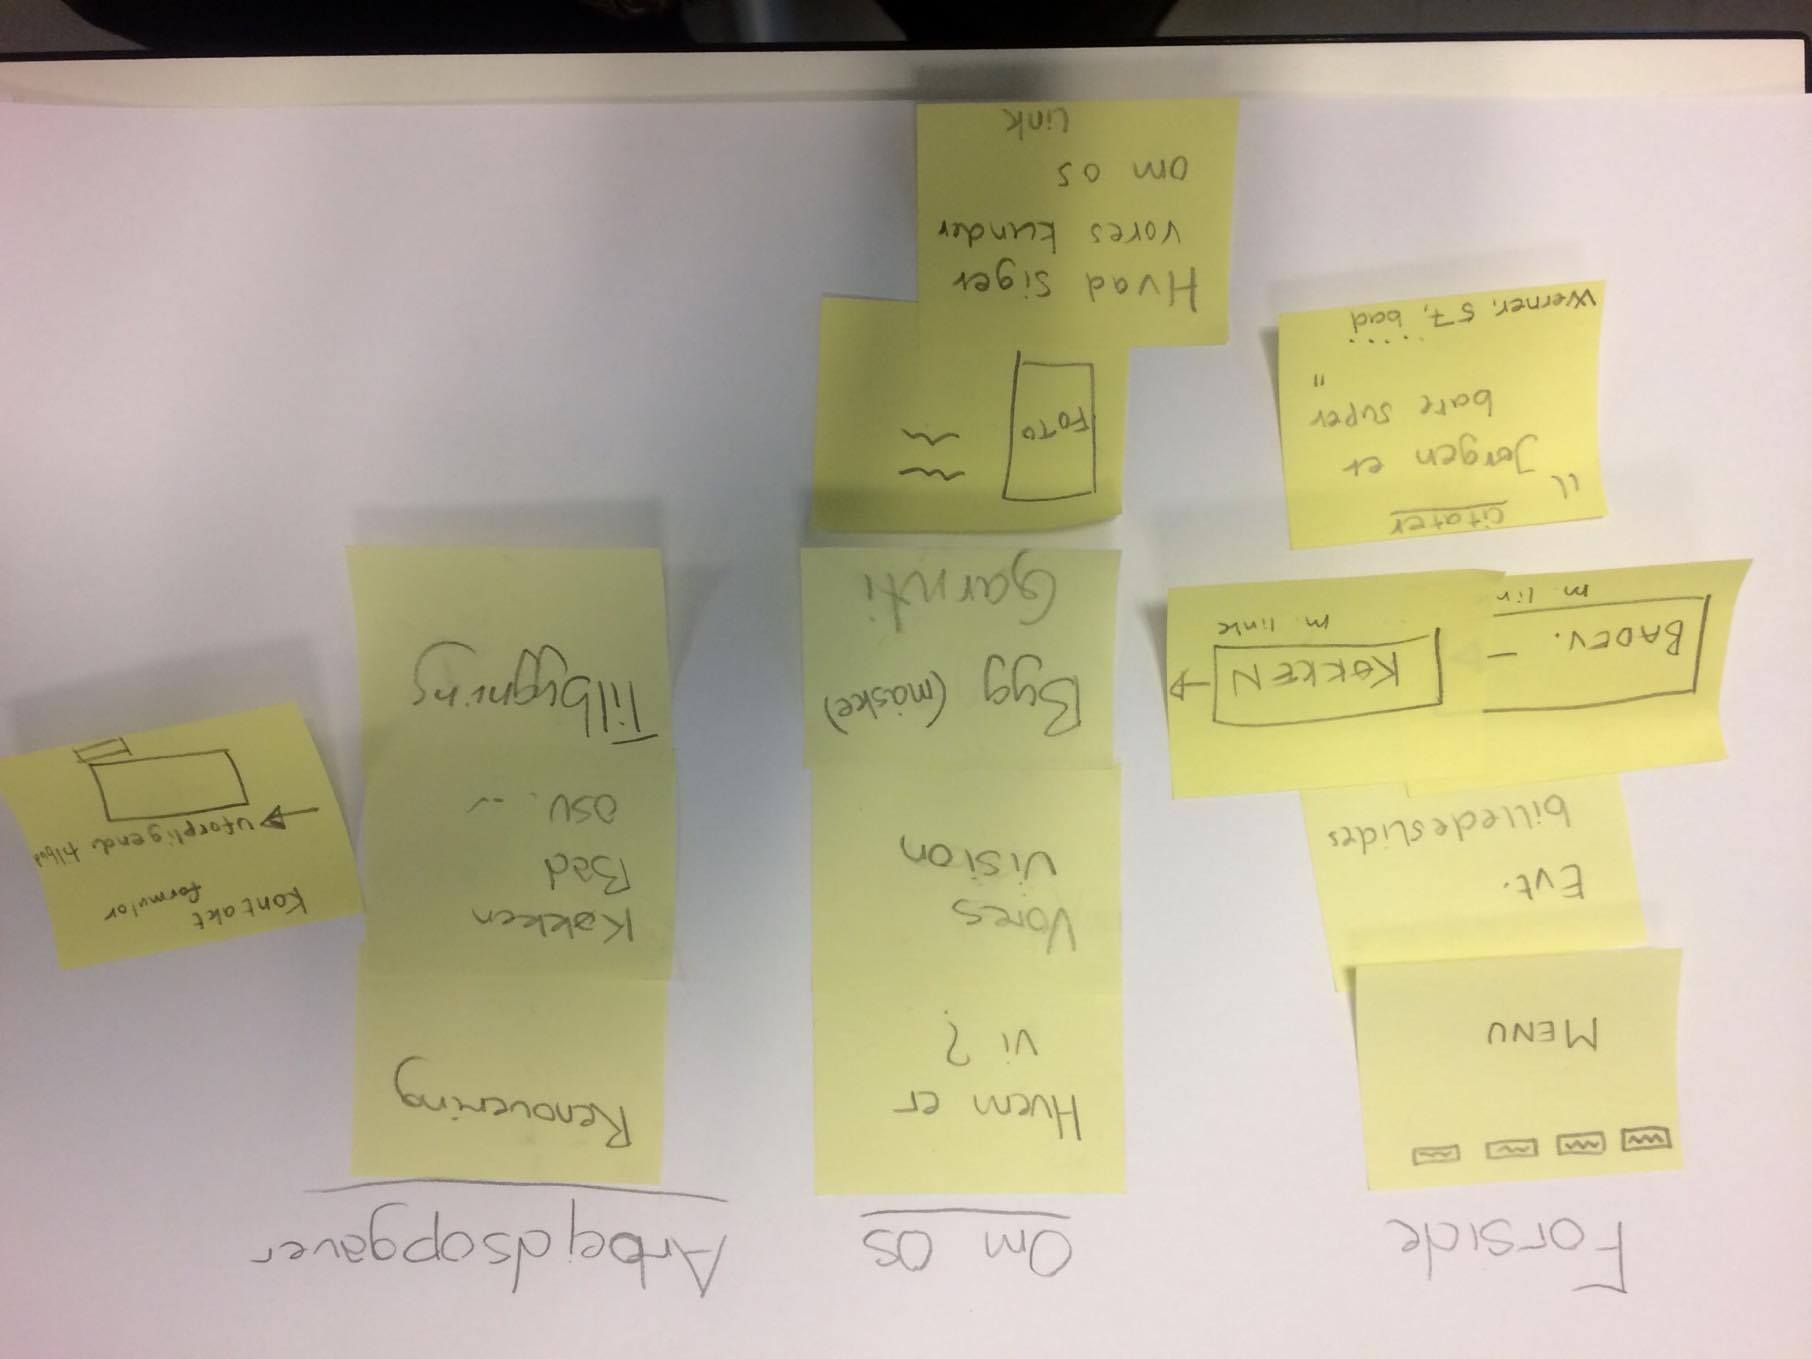 Forside
MENU
Evt.
billedeslides
BADEV.
m. lin
KØKKEN
m. link
citater
"
Jørgen er
bare super
"
.....
Werner, 57, bad
Om os
Hvem er
vi ?
Vores
vision
Byg (måske)
Garnti
FOTO
Hvad siger
vores kunder
om os
Link
Arbejdsopgaver
Renovering
Køkken
Bad
osv. --
Tilbygning
Kontakt
formular
uforpligende tilbud